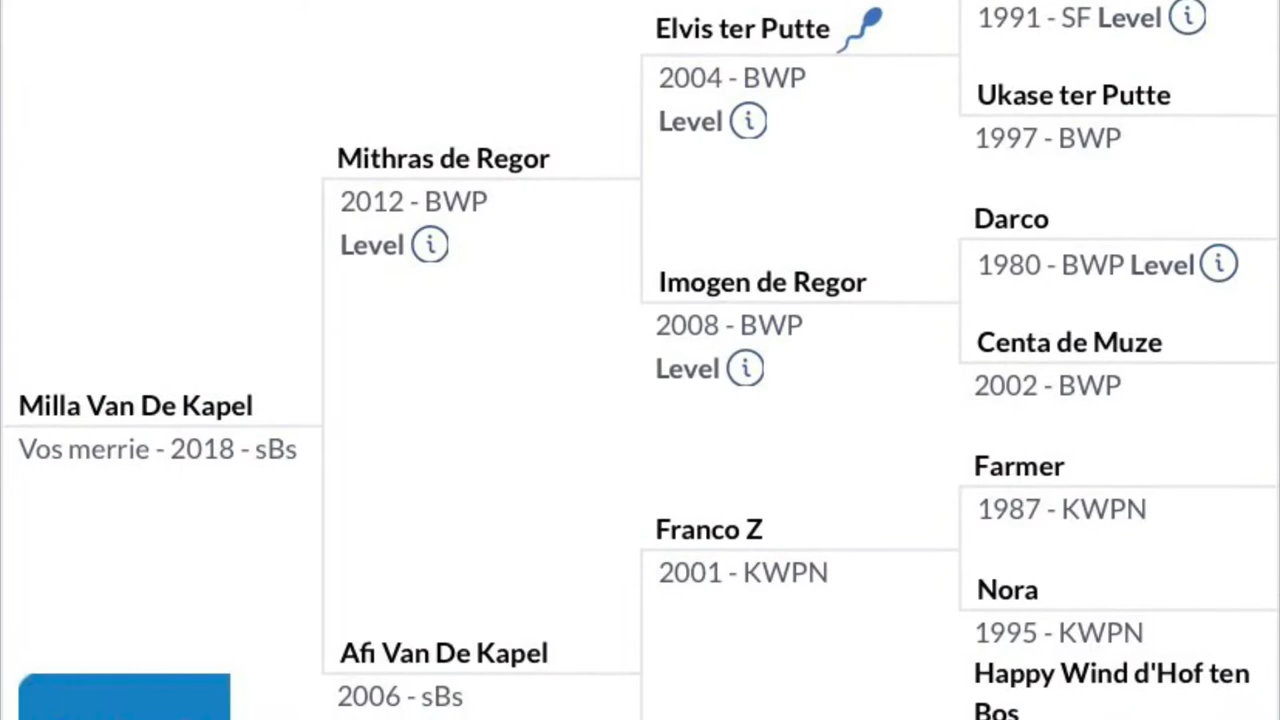 Elvis ter Putte
2004 - BWP
Level i
1991 - SF Level i
Ukase ter Putte
1997 - BWP
Mithras de Regor
2012 - BWP
Level i
Imogen de Regor
2008 - BWP
Level i
Darco
1980 - BWP Level i
Centa de Muze
2002 - BWP
Milla Van De Kapel
Vos merrie - 2018 - sBs
Franco Z
2001 - KWPN
Farmer
1987 - KWPN
Nora
1995 - KWPN
Afi Van De Kapel
2006 - sBs
Happy Wind d'Hof ten
Bos